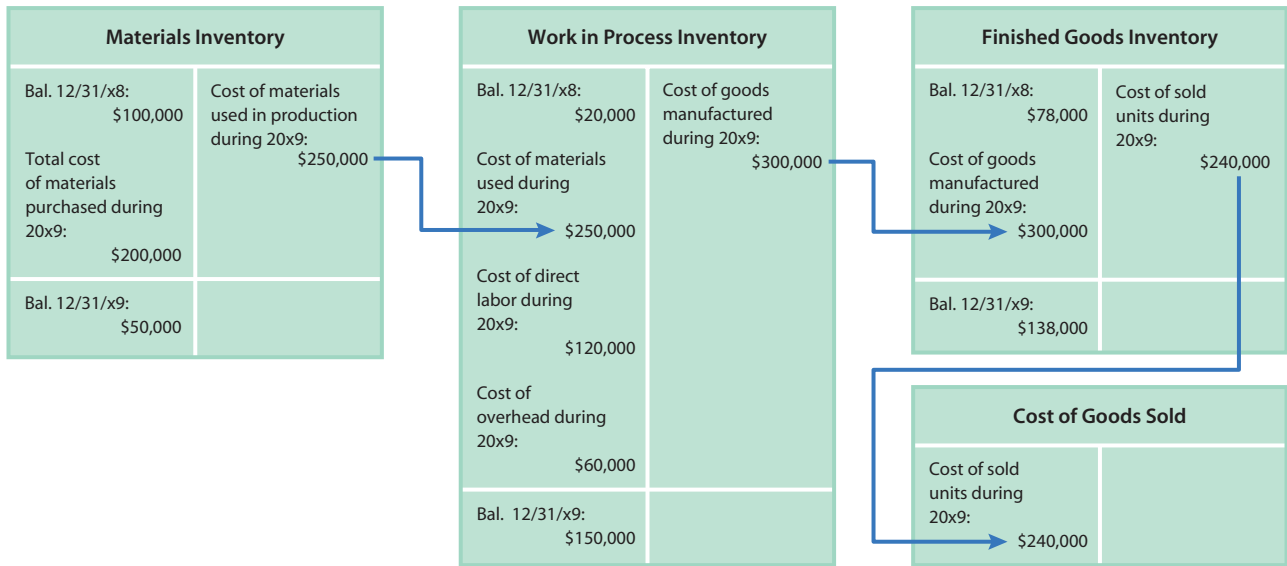 Materials Inventory
Bal. 12/31/x8:
$100,000
Total cost
of materials
purchased during
20x9:
$200,000
Cost of materials
used in production
during 20x9:
$250,000
Bal. 12/31/x9:
$50,000
Work in Process Inventory
Bal. 12/31/x8:
$20,000
Cost of materials
used during
20x9:
$250,000
Cost of direct
labor during
20x9:
$120,000
Cost of
overhead during
20x9:
$60,000
Cost of goods
manufactured
during 20x9:
$300,000
Bal. 12/31/x9:
$150,000
Finished Goods Inventory
Bal. 12/31/x8:
$78,000
Cost of goods
manufactured
during 20x9:
$300,000
Cost of sold
units during
20x9:
$240,000
Bal. 12/31/x9:
$138,000
Cost of Goods Sold
Cost of sold
units during
20x9:
$240,000